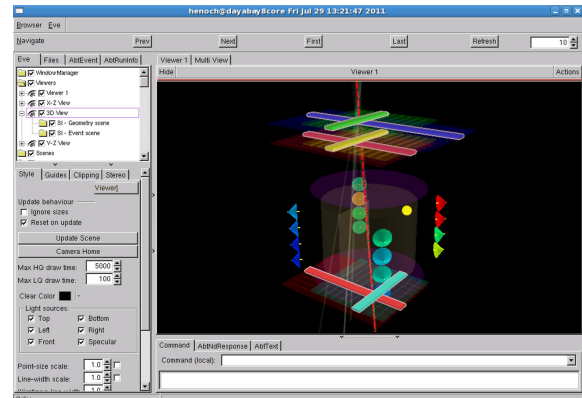 henoch@dayabay8core Fri Jul 29 13:21:47 2011
Browser Eve
Navigate Prev Next First Last Refresh 10
Eve Files AbtEvent AbtRunInfo
Viewer 1 Multi View
Hide Viewer 1 Actions
WindowManager
Viewers
Viewer 1
X-Z View
3D View
SI - Geometry scene
SI - Event scene
Y-Z View
Scenes
Style Guides Clipping Stereo
Viewer
Update behaviour
Ignore sizes
Reset on update
Update Scene
Camera Home
Max HQ draw time: 5000
Max LQ draw time: 100
Clear Color
Light sources:
Top Bottom
Left Right
Front Specular
Point-size scale: 1.0
Line-width scale: 1.0
Command AbtNdResponse AbtText
Command (local):